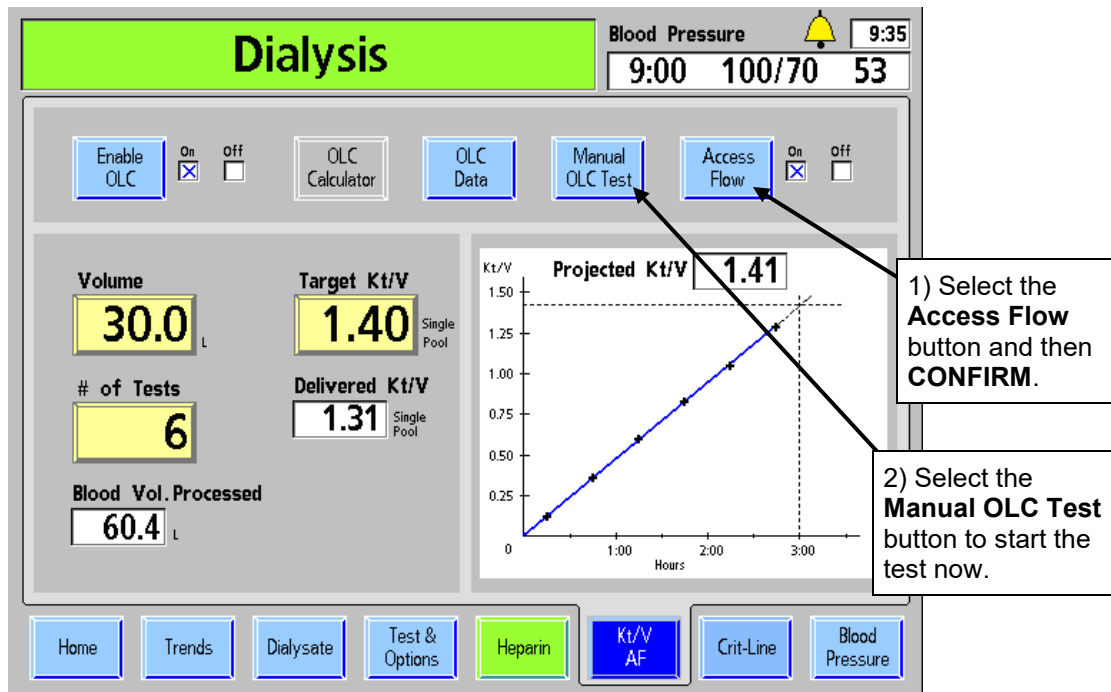 Dialysis
Blood Pressure
9:35
9:00 100/70 53
Enable
OLC
On Off
OLC
Calculator
OLC
Data
Manual
OLC Test
Access
Flow
On Off
Volume
30.0 L
Target Kt/V
1.40 Single
Pool
# of Tests
6
Delivered Kt/V
1.31 Single
Pool
Blood Vol.Processed
60.4 L
Kt/V
Projected Kt/V 1.41
1.50
1.25
1.00
0.75
0.50
0.25
0 1:00 2:00 3:00
Hours
1) Select the
Access Flow
button and then
CONFIRM.
2) Select the
Manual OLC Test
button to start the
test now.
Home
Trends
Dialysate
Test &
Options
Heparin
Kt/V
AF
Crit-Line
Blood
Pressure